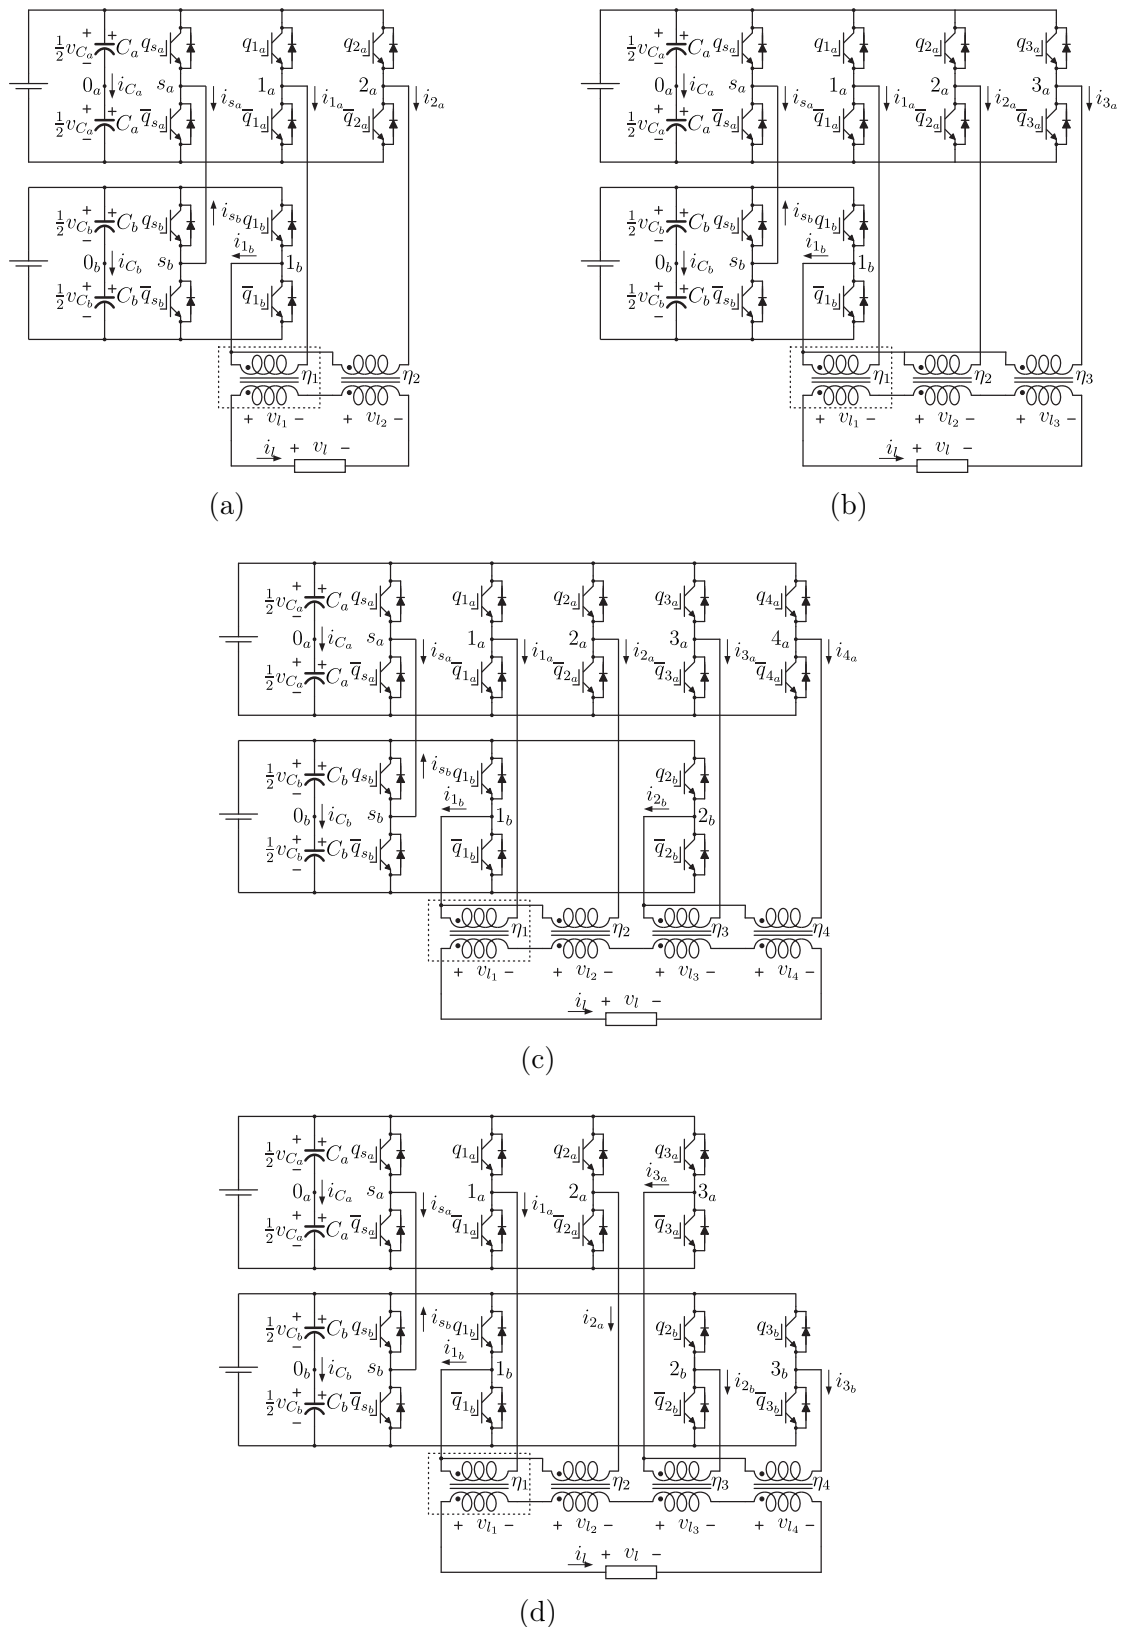 ½v_{C_a} + − + C_a q_{s_a} q_{1_a} q_{2_a}
0_a i_{C_a} s_a i_{s_a} 1_a i_{1_a} 2_a i_{2_a}
½v_{C_a} + − + C_a q̅_{s_a} q̅_{1_a} q̅_{2_a}
½v_{C_b} + − + C_b q_{s_b} i_{s_b} q_{1_b}
0_b i_{C_b} s_b i_{1_b} 1_b
½v_{C_b} + − + C_b q̅_{s_b} q̅_{1_b}
η_1 η_2
+ v_{l_1} − + v_{l_2} −
i_l + v_l −
(a)
½v_{C_a} + − + C_a q_{s_a} q_{1_a} q_{2_a} q_{3_a}
0_a i_{C_a} s_a i_{s_a} 1_a i_{1_a} 2_a i_{2_a} 3_a i_{3_a}
½v_{C_a} + − + C_a q̅_{s_a} q̅_{1_a} q̅_{2_a} q̅_{3_a}
½v_{C_b} + − + C_b q_{s_b} i_{s_b} q_{1_b}
0_b i_{C_b} s_b i_{1_b} 1_b
½v_{C_b} + − + C_b q̅_{s_b} q̅_{1_b}
η_1 η_2 η_3
+ v_{l_1} − + v_{l_2} − + v_{l_3} −
i_l + v_l −
(b)
½v_{C_a} + − + C_a q_{s_a} q_{1_a} q_{2_a} q_{3_a} q_{4_a}
0_a i_{C_a} s_a i_{s_a} 1_a i_{1_a} 2_a i_{2_a} 3_a i_{3_a} 4_a i_{4_a}
½v_{C_a} + − + C_a q̅_{s_a} q̅_{1_a} q̅_{2_a} q̅_{3_a} q̅_{4_a}
½v_{C_b} + − + C_b q_{s_b} i_{s_b} q_{1_b} q_{2_b}
0_b i_{C_b} s_b i_{1_b} 1_b i_{2_b} 2_b
½v_{C_b} + − + C_b q̅_{s_b} q̅_{1_b} q̅_{2_b}
η_1 η_2 η_3 η_4
+ v_{l_1} − + v_{l_2} − + v_{l_3} − + v_{l_4} −
i_l + v_l −
(c)
½v_{C_a} + − + C_a q_{s_a} q_{1_a} q_{2_a} q_{3_a}
0_a i_{C_a} s_a i_{s_a} 1_a i_{1_a} 2_a i_{3_a} 3_a
½v_{C_a} + − + C_a q̅_{s_a} q̅_{1_a} q̅_{2_a} q̅_{3_a}
½v_{C_b} + − + C_b q_{s_b} i_{s_b} q_{1_b} i_{2_a} q_{2_b} q_{3_b}
0_b i_{C_b} s_b i_{1_b} 1_b 2_b i_{2_b} 3_b i_{3_b}
½v_{C_b} + − + C_b q̅_{s_b} q̅_{1_b} q̅_{2_b} q̅_{3_b}
η_1 η_2 η_3 η_4
+ v_{l_1} − + v_{l_2} − + v_{l_3} − + v_{l_4} −
i_l + v_l −
(d)